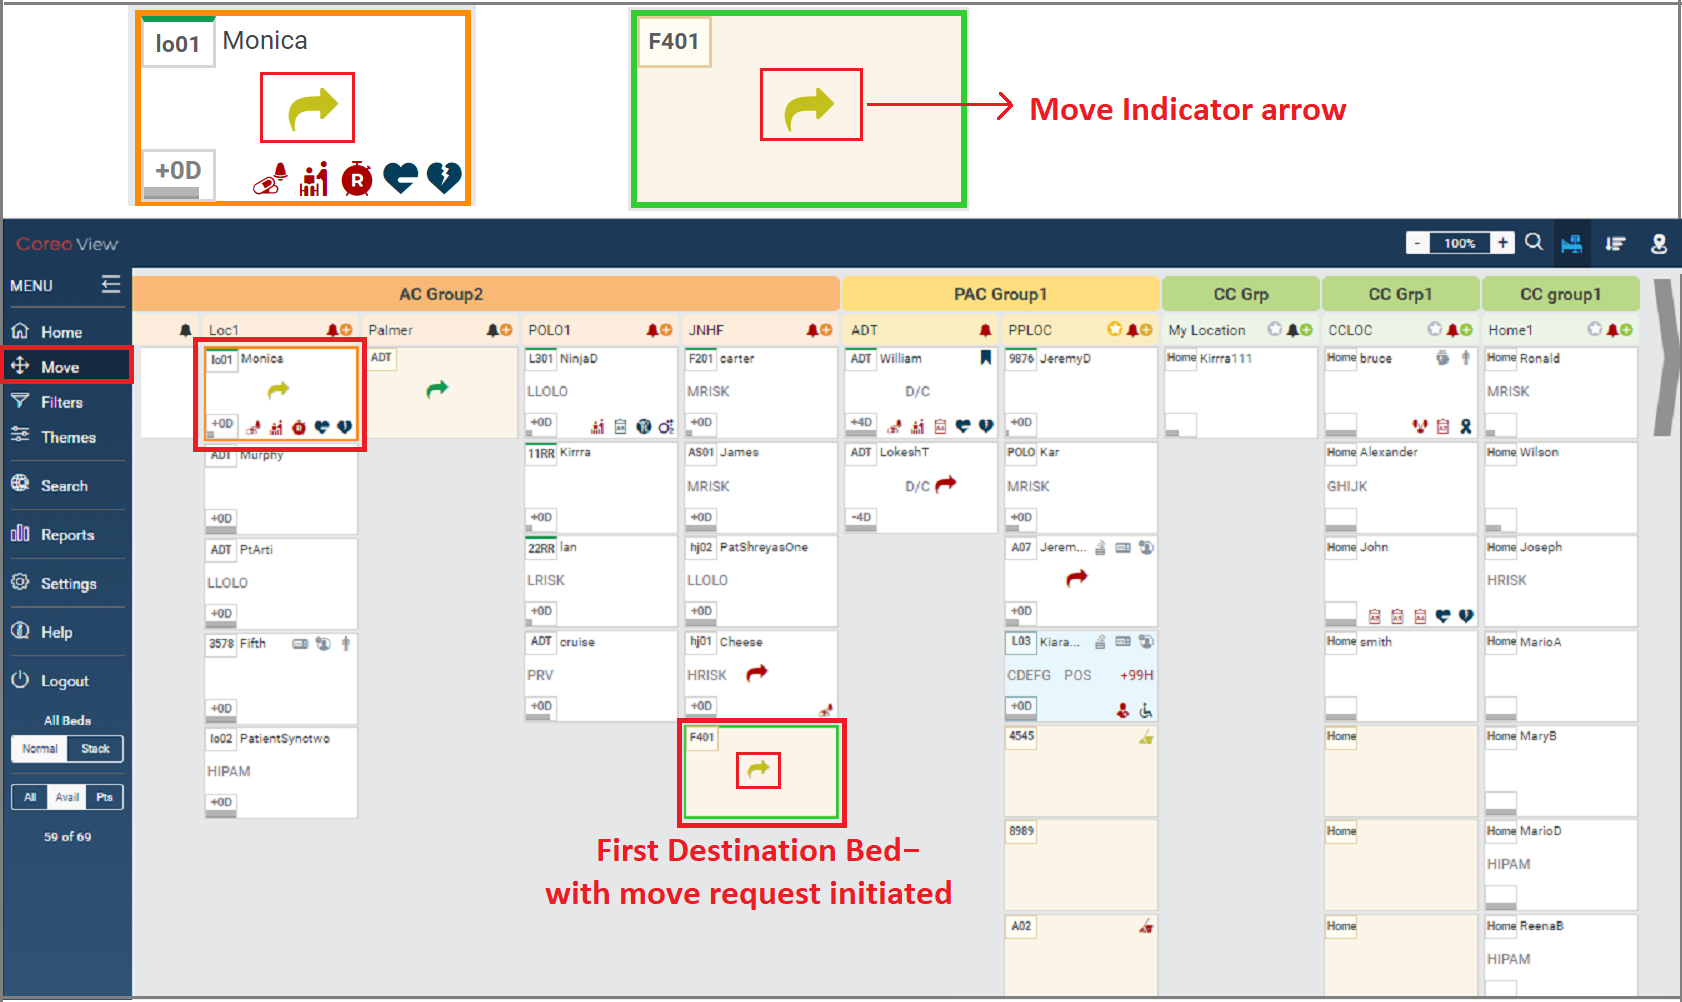 lo01 Monica
F401
Move Indicator arrow
+0D
R
Coreo View
- 100% +
MENU
AC Group2
PAC Group1
CC Grp
CC Grp1
CC group1
Home
Move
Filters
Themes
Search
Reports
Settings
Help
Logout
All Beds
Normal Stack
All Avail Pts
59 of 69
Loc1
lo01 Monica
+0D
ADT Murphy
+0D
ADT PtArti
LLOLO
+0D
3578 Fifth
+0D
lo02 PatientSynctwo
HIPAM
+0D
Palmer
ADT
POLO1
L301 NinjaD
LLOLO
+0D
11RR Kirrra
+0D
22RR Ian
LRISK
+0D
ADT cruise
PRV
+0D
JNHF
F201 carter
MRISK
+0D
AS01 James
MRISK
+0D
hj02 PatShreyasOne
LLOLO
+0D
hj01 Cheese
HRISK
+0D
F401
First Destination Bed–
with move request initiated
ADT
ADT William
D/C
+4D
ADT LokeshT
D/C
-4D
PPLOC
9876 JeremyD
+0D
POLO Kar
MRISK
+0D
A07 Jerem...
+0D
L03 Kiara...
CDEFG POS +99H
+0D
4545
8989
A02
My Location
Home Kirrra111
CCLOC
Home bruce
Home Alexander
GHIJK
Home John
Home smith
Home
Home
Home
Home1
Home Ronald
MRISK
Home Wilson
Home Joseph
HRISK
Home MarioA
Home MaryB
Home MarioD
HIPAM
Home ReenaB
HIPAM